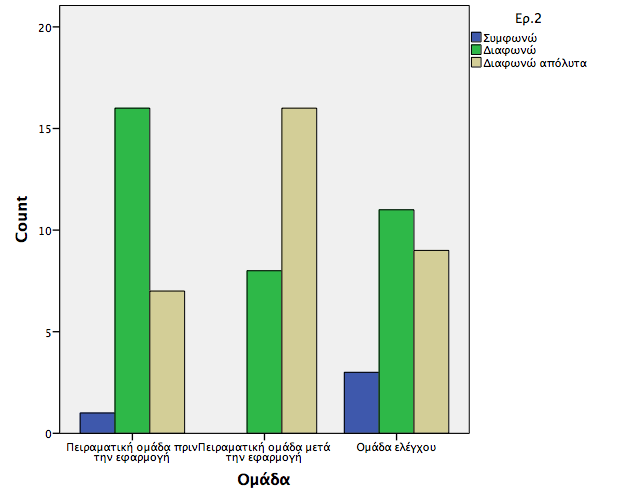 Ερ.2
Συμφωνώ
Διαφωνώ
Διαφωνώ απόλυτα
20
15
10
5
0
Count
Πειραματική ομάδα πριν
την εφαρμογή
Πειραματική ομάδα μετά
την εφαρμογή
Ομάδα ελέγχου
Ομάδα